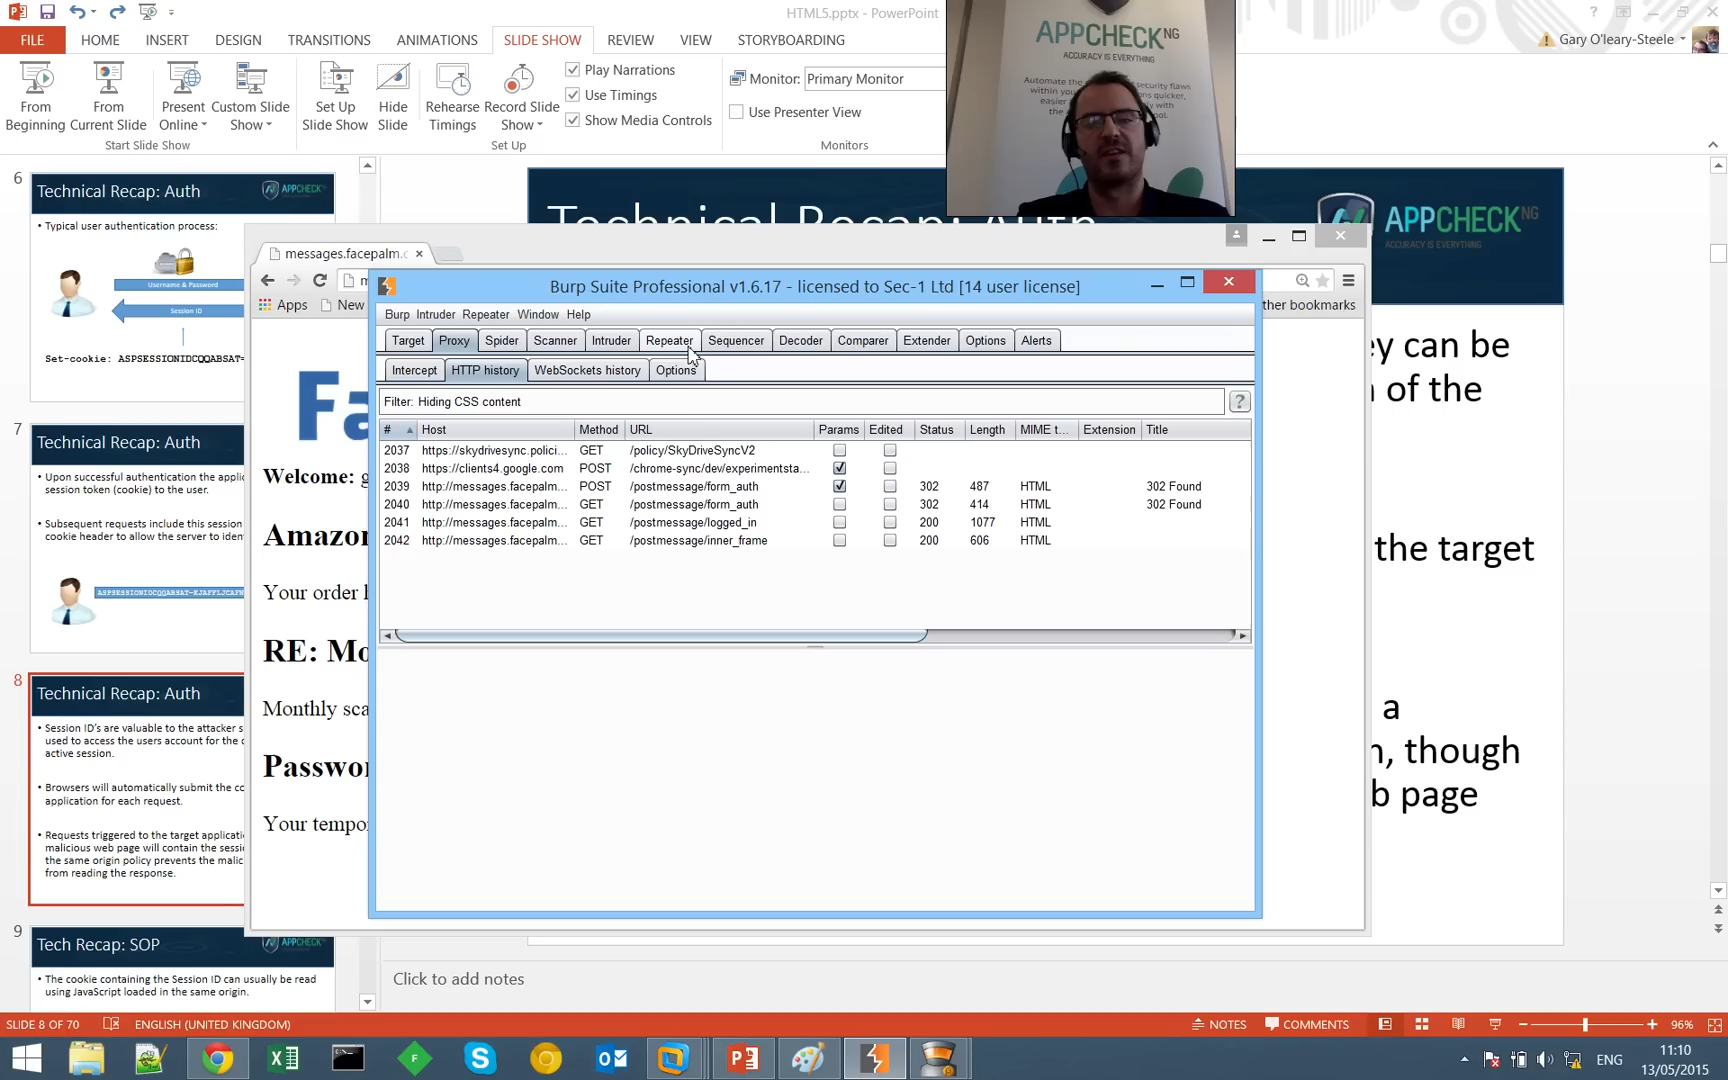 HTML5.pptx - PowerPoint
FILE
HOME
INSERT
DESIGN
TRANSITIONS
ANIMATIONS
SLIDE SHOW
REVIEW
VIEW
STORYBOARDING
Gary O'leary-Steele
From
Beginning
From
Current Slide
Present
Online
Custom Slide
Show
Set Up
Slide Show
Hide
Slide
Rehearse
Timings
Record Slide
Show
Play Narrations
Use Timings
Show Media Controls
Monitor:
Primary Monitor
Use Presenter View
Start Slide Show
Set Up
Monitors
APPCHECK NG
ACCURACY IS EVERYTHING
6
Technical Recap: Auth
APPCHECK
• Typical user authentication process:
Username & Password
Session ID
Set-cookie: ASPSESSIONIDCQQABSAT=
7
Technical Recap: Auth
APPCHECK
• Upon successful authentication the applic
session token (cookie) to the user.
• Subsequent requests include this session
cookie header to allow the server to iden
8
Technical Recap: Auth
• Session ID's are valuable to the attacker s
used to access the users account for the
active session.
• Browsers will automatically submit the co
application for each request.
• Requests triggered to the target applicati
malicious web page will contain the sessi
the same origin policy prevents the malic
from reading the response.
9
Tech Recap: SOP
APPCHECK
• The cookie containing the Session ID can usually be read
using JavaScript loaded in the same origin.
Technical Recap: Auth
APPCHECK NG
ACCURACY IS EVERYTHING
ey can be
of the
the target
a
n, though
b page
messages.facepalm.
Apps
New
ther bookmarks
Fa
Welcome: g
Amazon
Your order h
RE: Mo
Monthly sca
Passwor
Your tempor
Burp Suite Professional v1.6.17 - licensed to Sec-1 Ltd [14 user license]
Burp Intruder Repeater Window Help
Target Proxy Spider Scanner Intruder Repeater Sequencer Decoder Comparer Extender Options Alerts
Intercept HTTP history WebSockets history Options
Filter: Hiding CSS content
?
# Host Method URL Params Edited Status Length MIME t... Extension Title
2037 https://skydrivesync.polici... GET /policy/SkyDriveSyncV2
2038 https://clients4.google.com POST /chrome-sync/dev/experimentsta...
2039 http://messages.facepalm... POST /postmessage/form_auth 302 487 HTML 302 Found
2040 http://messages.facepalm... GET /postmessage/form_auth 302 414 HTML 302 Found
2041 http://messages.facepalm... GET /postmessage/logged_in 200 1077 HTML
2042 http://messages.facepalm... GET /postmessage/inner_frame 200 606 HTML
Click to add notes
SLIDE 8 OF 70
ENGLISH (UNITED KINGDOM)
NOTES
COMMENTS
96%
ENG
11:10
13/05/2015